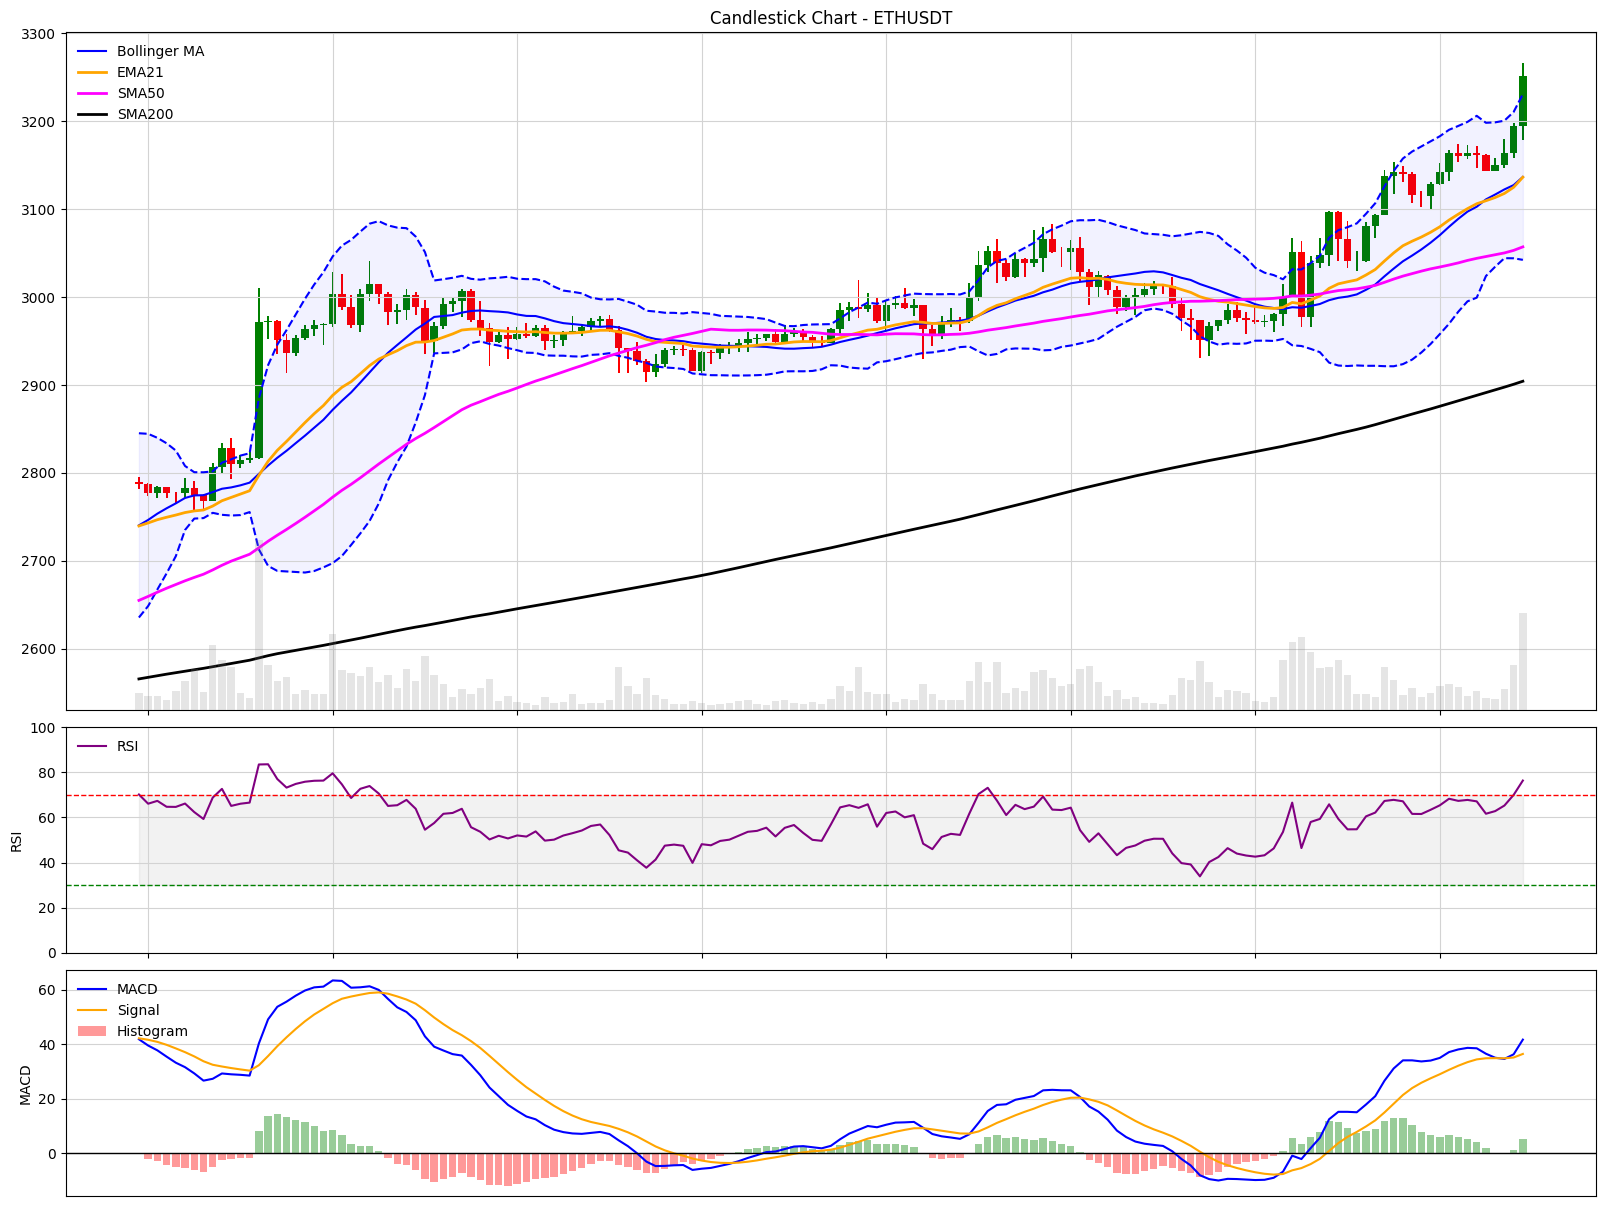 Candlestick Chart - ETHUSDT
3300
3200
3100
3000
2900
2800
2700
2600
Bollinger MA
EMA21
SMA50
SMA200
100
80
60
40
20
0
RSI
RSI
60
40
20
0
MACD
MACD
Signal
Histogram